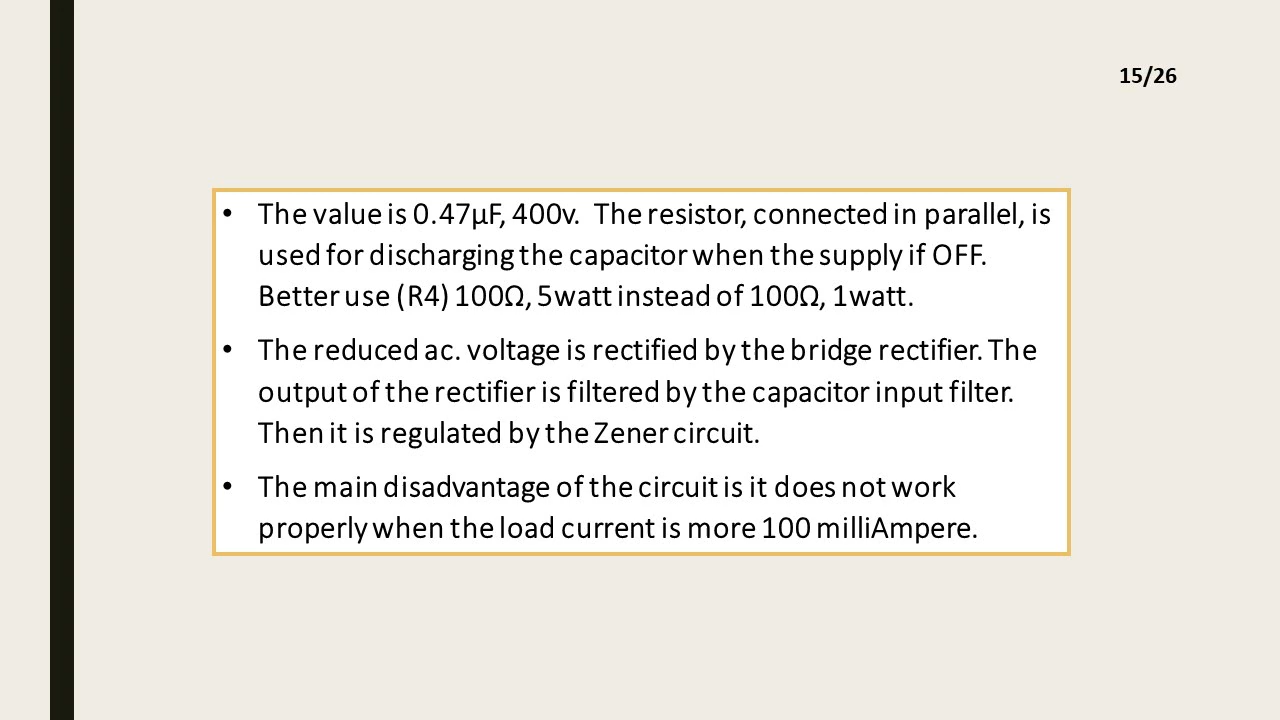 15/26
• The value is 0.47µF, 400v.  The resistor, connected in parallel, is
used for discharging the capacitor when the supply if OFF.
Better use (R4) 100Ω, 5watt instead of 100Ω, 1watt.
• The reduced ac. voltage is rectified by the bridge rectifier. The
output of the rectifier is filtered by the capacitor input filter.
Then it is regulated by the Zener circuit.
• The main disadvantage of the circuit is it does not work
properly when the load current is more 100 milliAmpere.